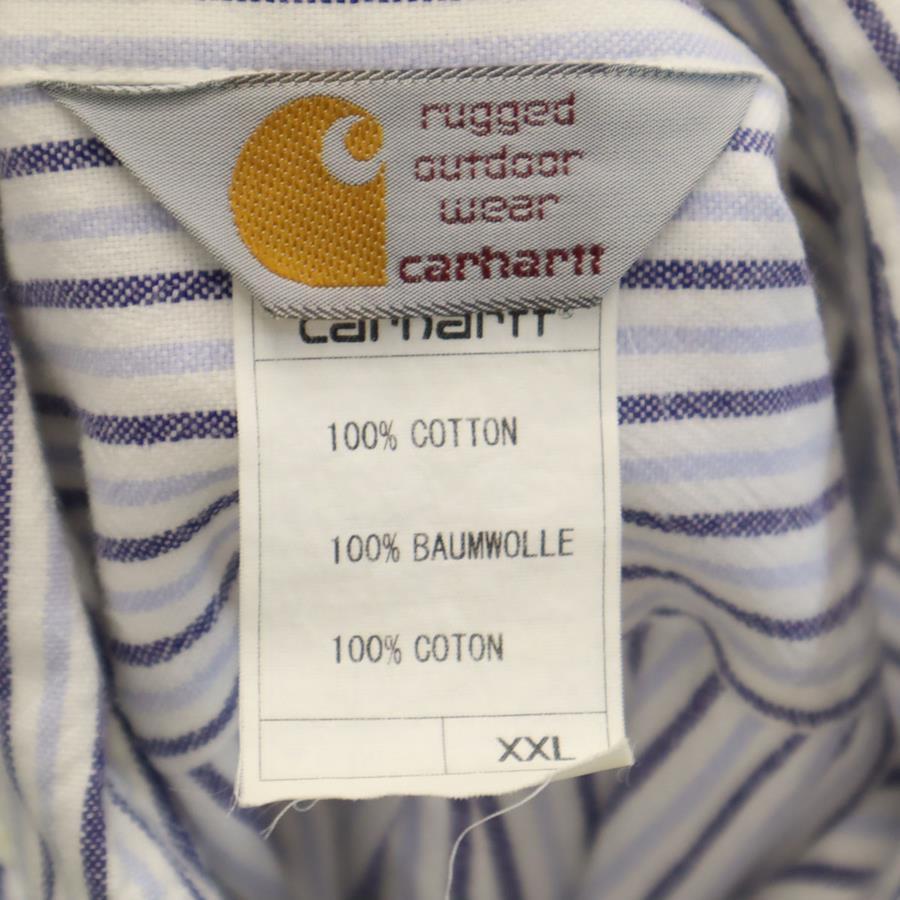 rugged
outdoor
wear
carhartt
carhartt®
100% COTTON
100% BAUMWOLLE
100% COTON
XXL